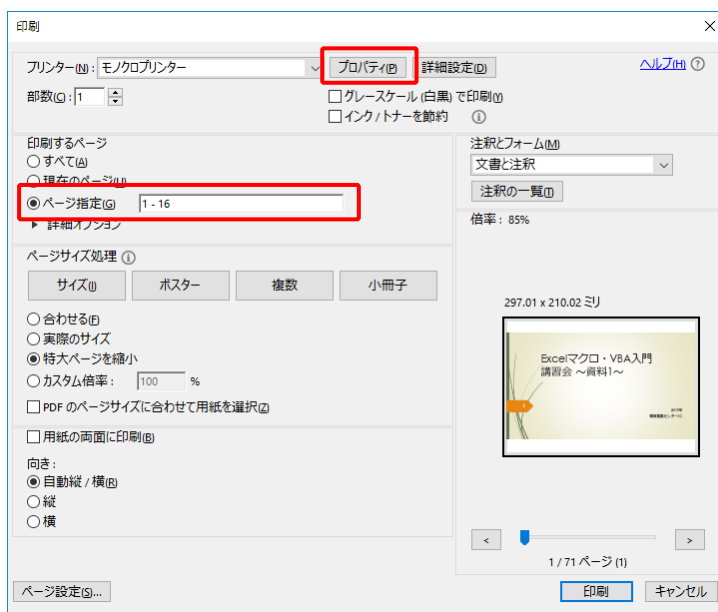 印刷
プリンター(N): モノクロプリンター プロパティ(P) 詳細設定(D) ヘルプ(H)
部数(C): 1 グレースケール (白黒) で印刷(Y)
インク / トナーを節約
印刷するページ
すべて(A)
現在のページ(U)
ページ指定(G) 1 - 16
詳細オプション
ページサイズ処理
サイズ(I) ポスター 複数 小冊子
合わせる(F)
実際のサイズ
特大ページを縮小
カスタム倍率: 100 %
PDF のページサイズに合わせて用紙を選択(Z)
用紙の両面に印刷(B)
向き:
自動縦 / 横(R)
縦
横
注釈とフォーム(M)
文書と注釈
注釈の一覧(T)
倍率: 85%
297.01 x 210.02 ミリ
Excelマクロ・VBA入門
講習会 ~資料1~
< >
1 / 71 ページ (1)
ページ設定(S)... 印刷 キャンセル